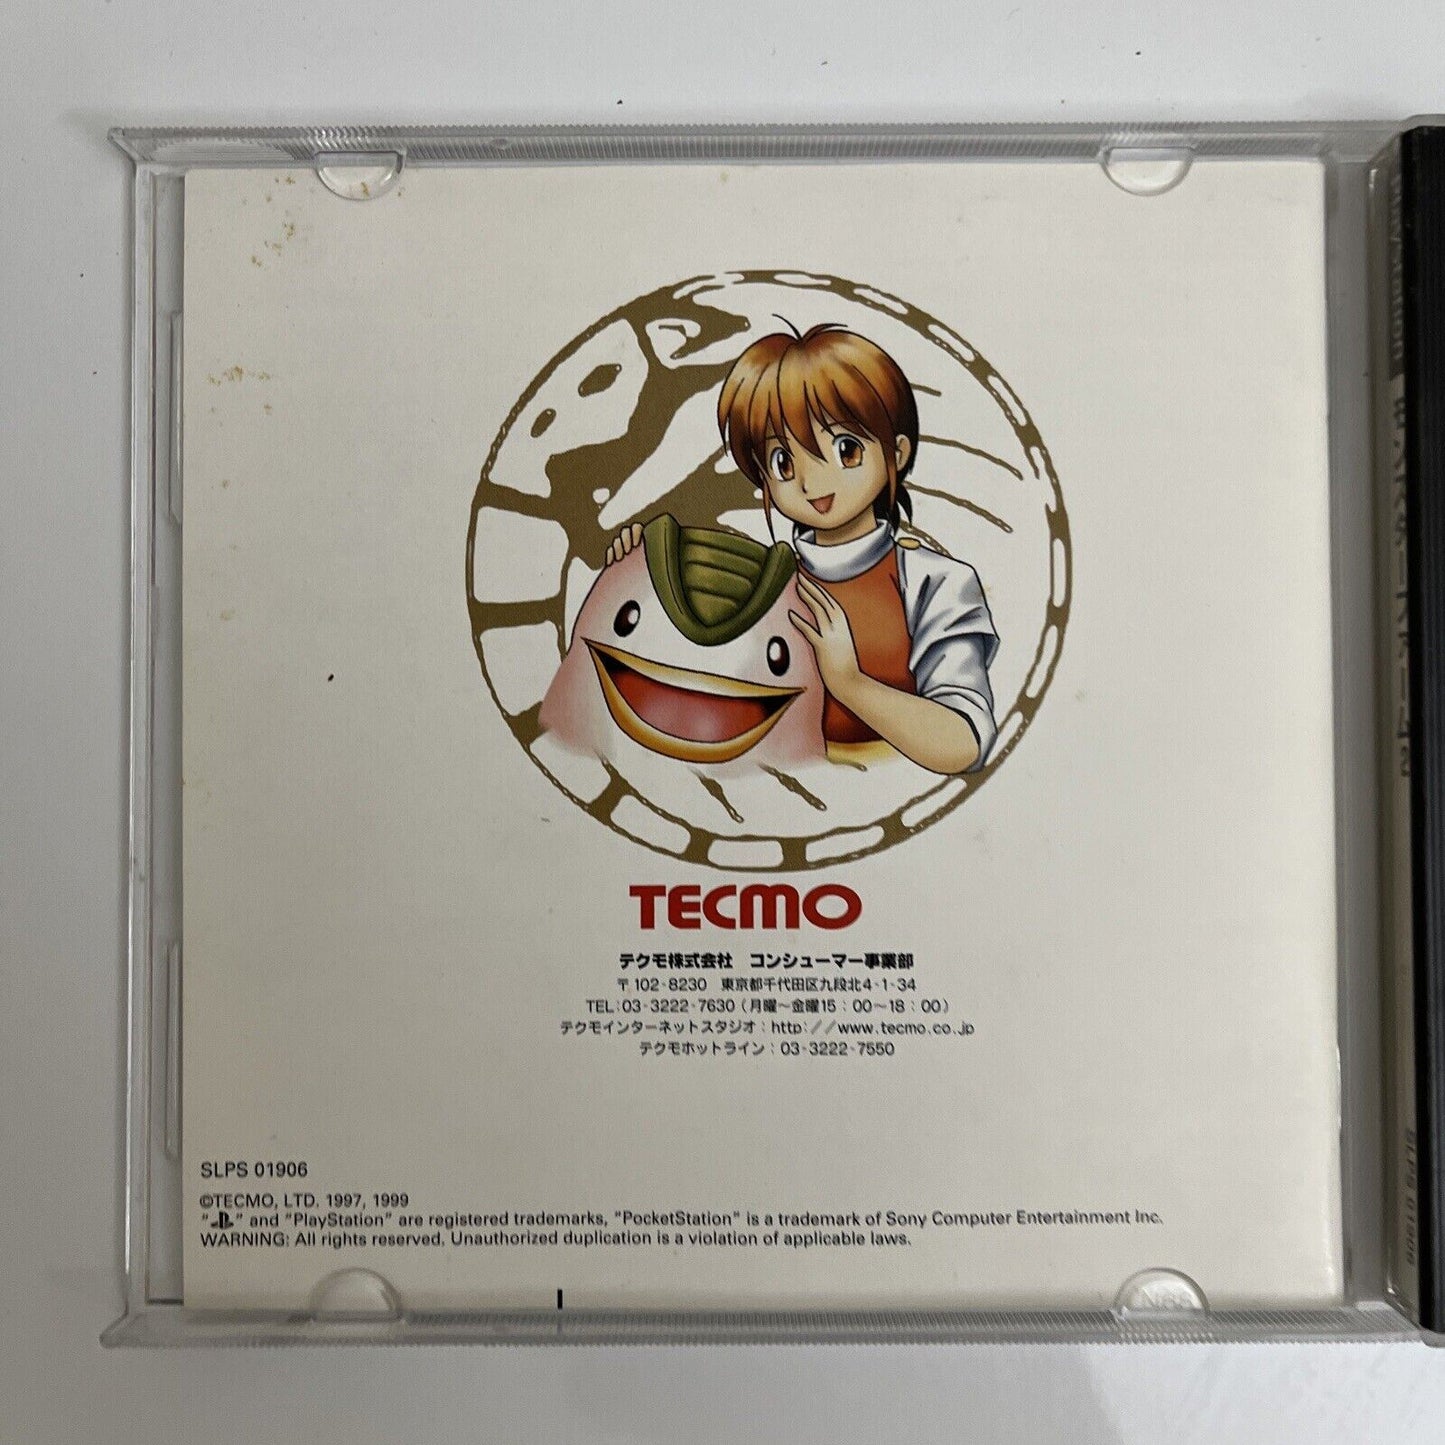 TECMO
テクモ株式会社　コンシューマー事業部
〒102-8230　東京都千代田区九段北4-1-34
TEL:03-3222-7630(月曜〜金曜15:00〜18:00)
テクモインターネットスタジオ:http://www.tecmo.co.jp
テクモホットライン:03-3222-7550
SLPS 01906
©TECMO, LTD. 1997, 1999
" " and "PlayStation" are registered trademarks, "PocketStation" is a trademark of Sony Computer Entertainment Inc.
WARNING: All rights reserved. Unauthorized duplication is a violation of applicable laws.
PlayStation
SLPS 01906